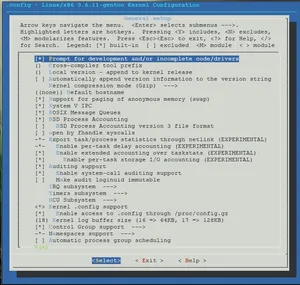 .config - Linux/x86 3.6.11-gentoo Kernel Configuration
General setup
Arrow keys navigate the menu. <Enter> selects submenus --->.
Highlighted letters are hotkeys. Pressing <Y> includes, <N> excludes,
<M> modularizes features. Press <Esc><Esc> to exit, <?> for Help, </>
for Search. Legend: [*] built-in [ ] excluded <M> module < > module
[*] Prompt for development and/or incomplete code/drivers
() Cross-compiler tool prefix
() Local version - append to kernel release
[ ] Automatically append version information to the version string
Kernel compression mode (Gzip) --->
((none)) Default hostname
[*] Support for paging of anonymous memory (swap)
[*] System V IPC
[*] POSIX Message Queues
[*] BSD Process Accounting
[ ] BSD Process Accounting version 3 file format
[ ] open by fhandle syscalls
-*- Export task/process statistics through netlink (EXPERIMENTAL)
Enable per-task delay accounting (EXPERIMENTAL)
[*] Enable extended accounting over taskstats (EXPERIMENTAL)
[*] Enable per-task storage I/O accounting (EXPERIMENTAL)
[*] Auditing support
[*] Enable system-call auditing support
[ ] Make audit loginuid immutable
IRQ subsystem --->
Timers subsystem --->
RCU Subsystem --->
<*> Kernel .config support
[*] Enable access to .config through /proc/config.gz
(18) Kernel log buffer size (16 => 64KB, 17 => 128KB)
[*] Control Group support --->
-*- Namespaces support --->
[ ] Automatic process group scheduling
v(+)
<Select> < Exit > < Help >